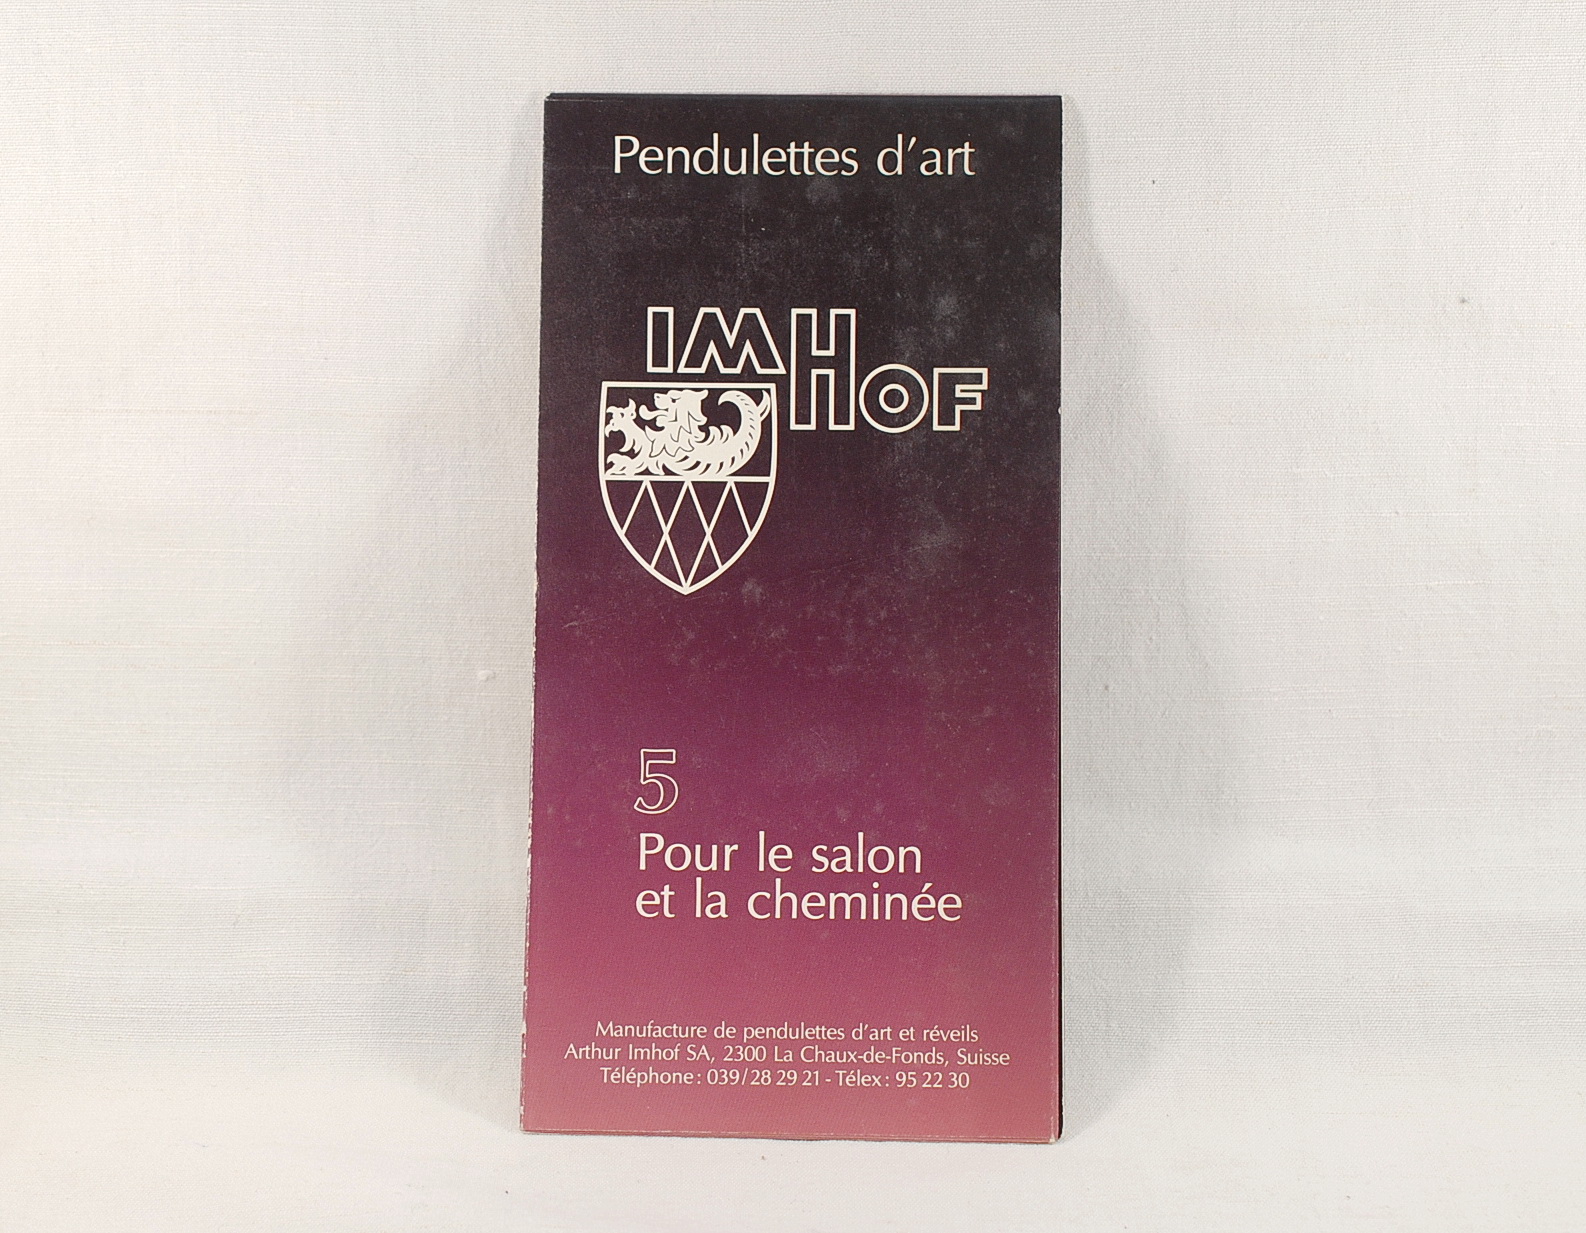 Pendulettes d'art
IMHOF
5
Pour le salon
et la cheminée
Manufacture de pendulettes d'art et réveils
Arthur Imhof SA, 2300 La Chaux-de-Fonds, Suisse
Téléphone: 039/28 29 21 - Télex: 95 22 30